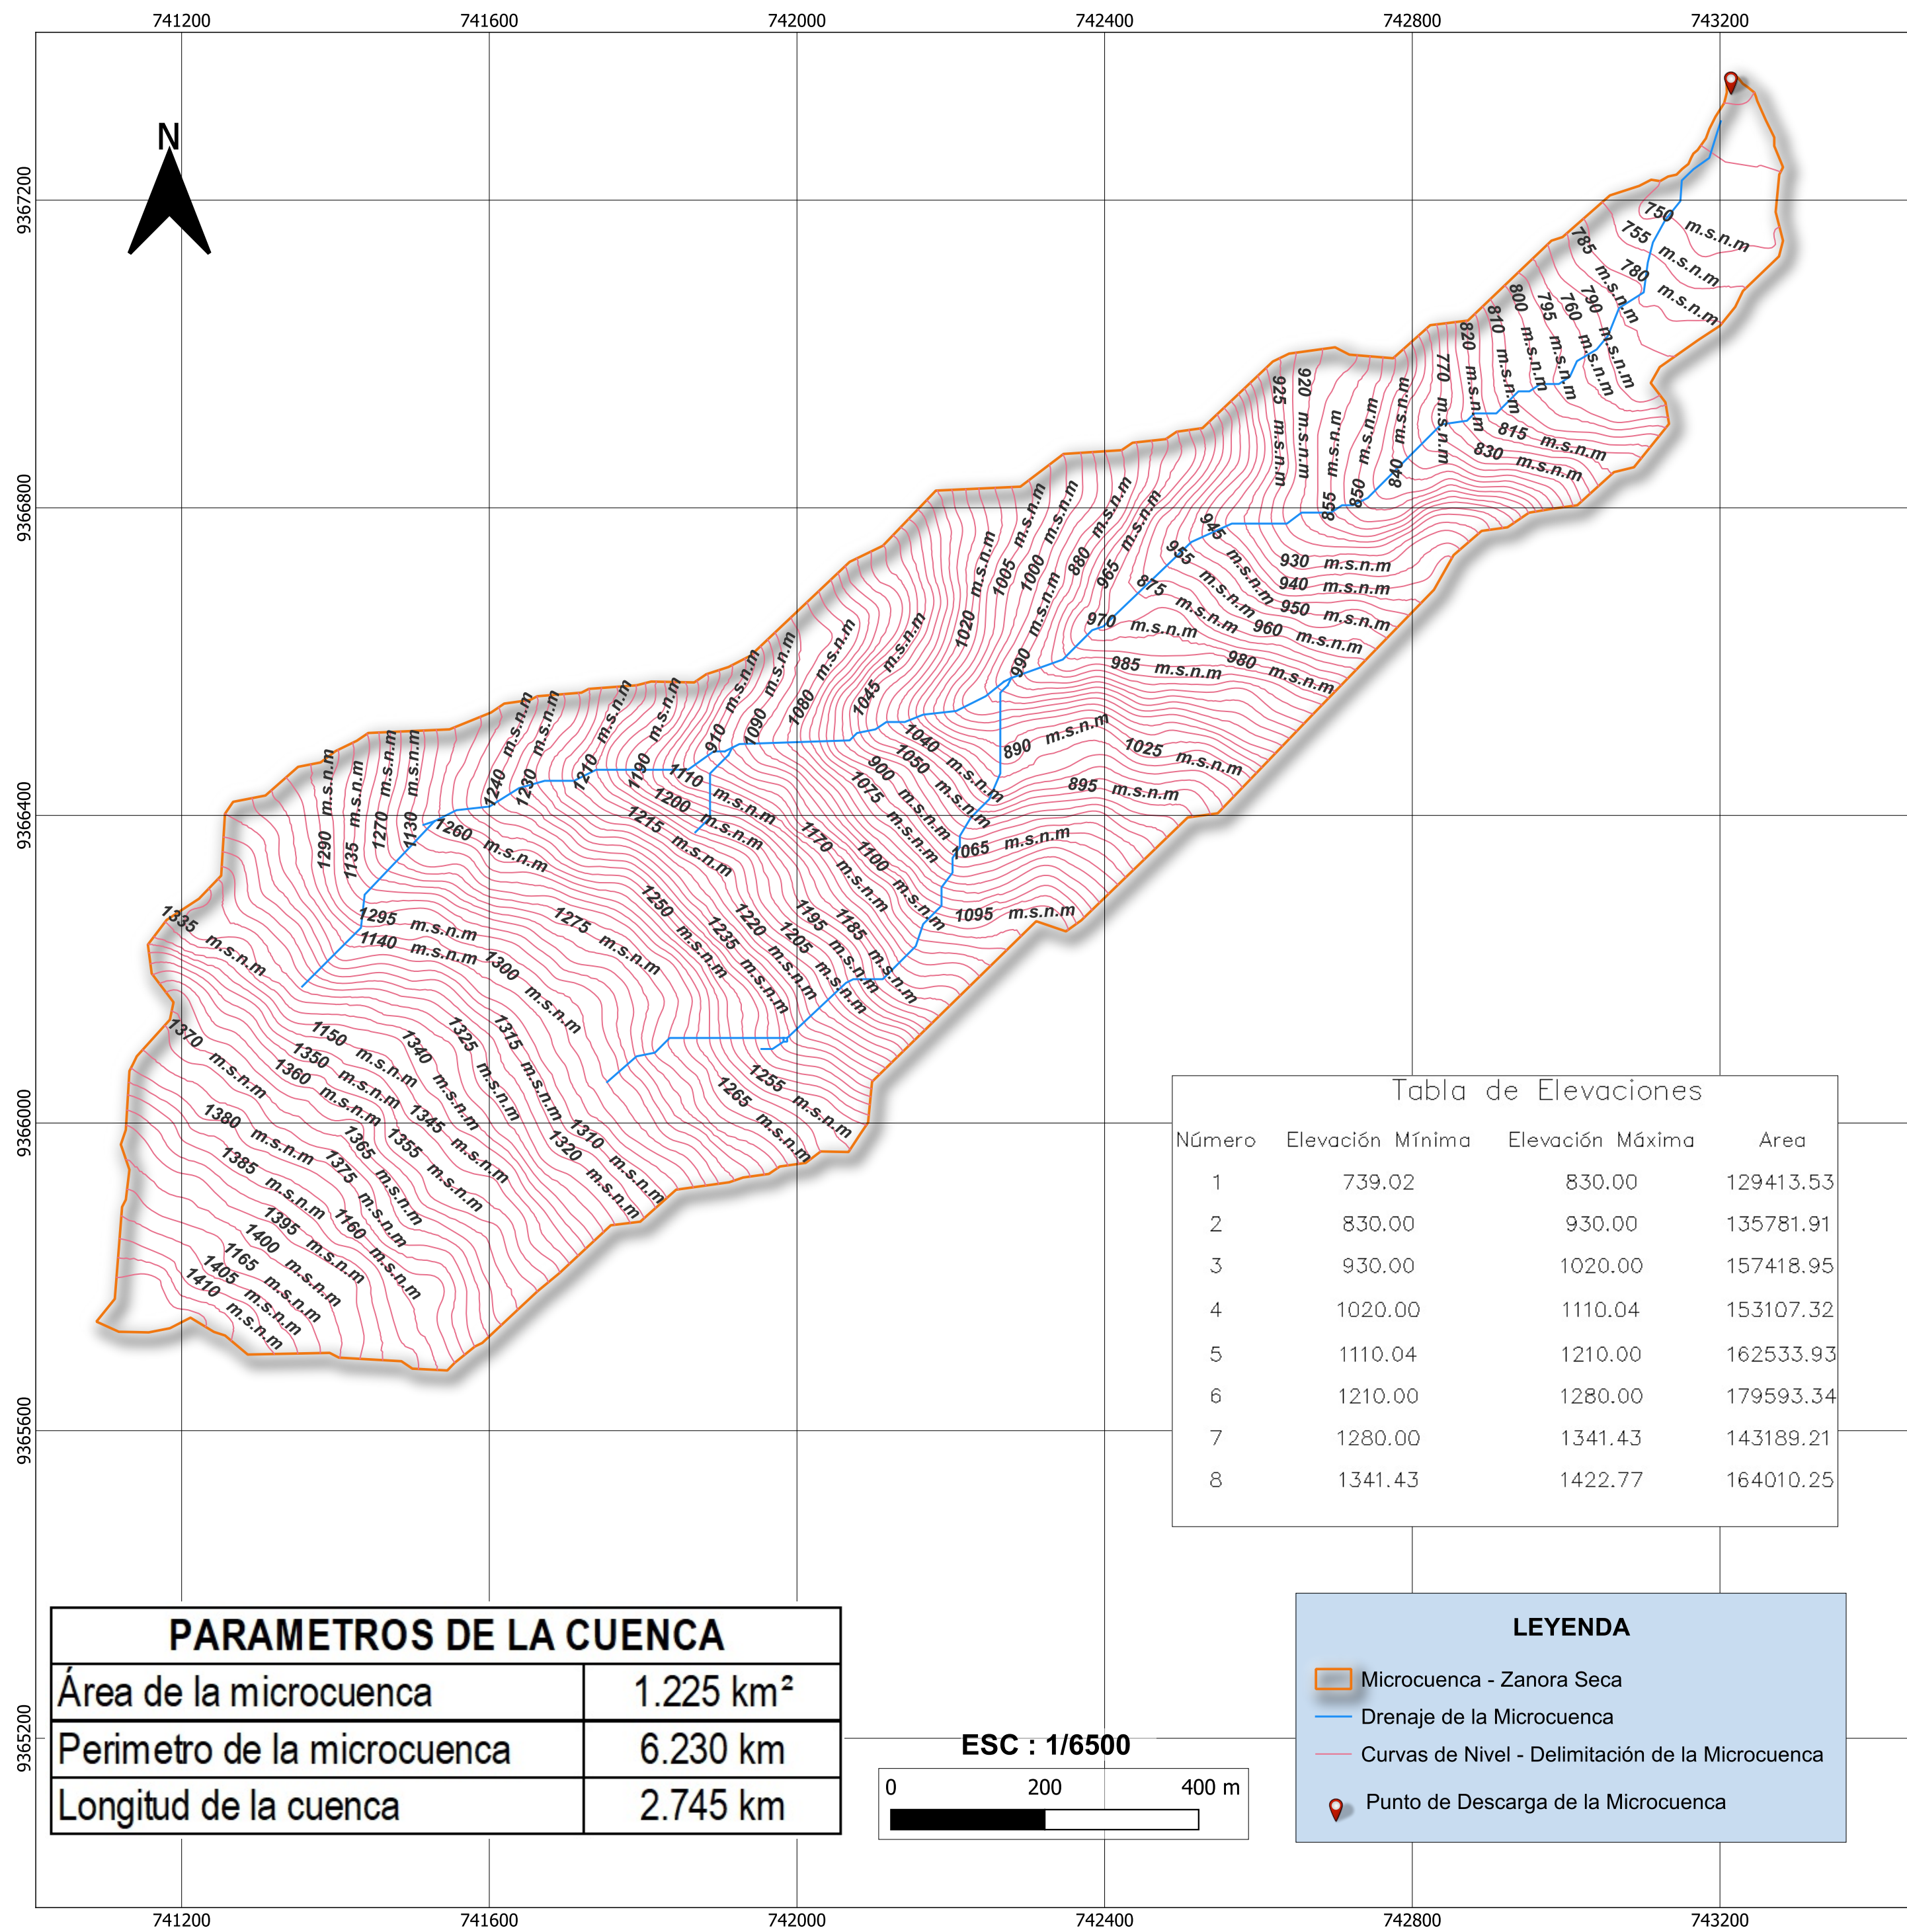 741200 741600 742000 742400 742800 743200
N
9367200
9366800
9366400
9366000
9365600
9365200
750 m.s.n.m
755 m.s.n.m
780 m.s.n.m
785 m.s.n.m
790 m.s.n.m
760 m.s.n.m
795 m.s.n.m
800 m.s.n.m
810 m.s.n.m
820 m.s.n.m
770 m.s.n.m
840 m.s.n.m
850 m.s.n.m
855 m.s.n.m
920 m.s.n.m
925 m.s.n.m
815 m.s.n.m
830 m.s.n.m
930 m.s.n.m
940 m.s.n.m
950 m.s.n.m
960 m.s.n.m
980 m.s.n.m
945 m.s.n.m
955 m.s.n.m
875 m.s.n.m
970 m.s.n.m
985 m.s.n.m
965 m.s.n.m
880 m.s.n.m
990 m.s.n.m
1000 m.s.n.m
1005 m.s.n.m
1020 m.s.n.m
1045 m.s.n.m
1080 m.s.n.m
1090 m.s.n.m
910 m.s.n.m
890 m.s.n.m
1025 m.s.n.m
895 m.s.n.m
1040 m.s.n.m
1050 m.s.n.m
900 m.s.n.m
1075 m.s.n.m
1065 m.s.n.m
1095 m.s.n.m
1100 m.s.n.m
1170 m.s.n.m
1110 m.s.n.m
1200 m.s.n.m
1215 m.s.n.m
1190 m.s.n.m
1210 m.s.n.m
1230 m.s.n.m
1240 m.s.n.m
1130 m.s.n.m
1270 m.s.n.m
1135 m.s.n.m
1290 m.s.n.m
1260 m.s.n.m
1185 m.s.n.m
1195 m.s.n.m
1205 m.s.n.m
1220 m.s.n.m
1235 m.s.n.m
1250 m.s.n.m
1275 m.s.n.m
1295 m.s.n.m
1140 m.s.n.m
1300 m.s.n.m
1335 m.s.n.m
1255 m.s.n.m
1265 m.s.n.m
1310 m.s.n.m
1320 m.s.n.m
1315 m.s.n.m
1325 m.s.n.m
1340 m.s.n.m
1150 m.s.n.m
1350 m.s.n.m
1360 m.s.n.m
1345 m.s.n.m
1355 m.s.n.m
1365 m.s.n.m
1375 m.s.n.m
1160 m.s.n.m
1370 m.s.n.m
1380 m.s.n.m
1385 m.s.n.m
1395 m.s.n.m
1400 m.s.n.m
1165 m.s.n.m
1405 m.s.n.m
1410 m.s.n.m
Tabla de Elevaciones
Número Elevación Mínima Elevación Máxima Area
1 739.02 830.00 129413.53
2 830.00 930.00 135781.91
3 930.00 1020.00 157418.95
4 1020.00 1110.04 153107.32
5 1110.04 1210.00 162533.93
6 1210.00 1280.00 179593.34
7 1280.00 1341.43 143189.21
8 1341.43 1422.77 164010.25
PARAMETROS DE LA CUENCA
Área de la microcuenca 1.225 km²
Perimetro de la microcuenca 6.230 km
Longitud de la cuenca 2.745 km
ESC : 1/6500
0 200 400 m
LEYENDA
Microcuenca - Zanora Seca
Drenaje de la Microcuenca
Curvas de Nivel - Delimitación de la Microcuenca
Punto de Descarga de la Microcuenca
741200 741600 742000 742400 742800 743200